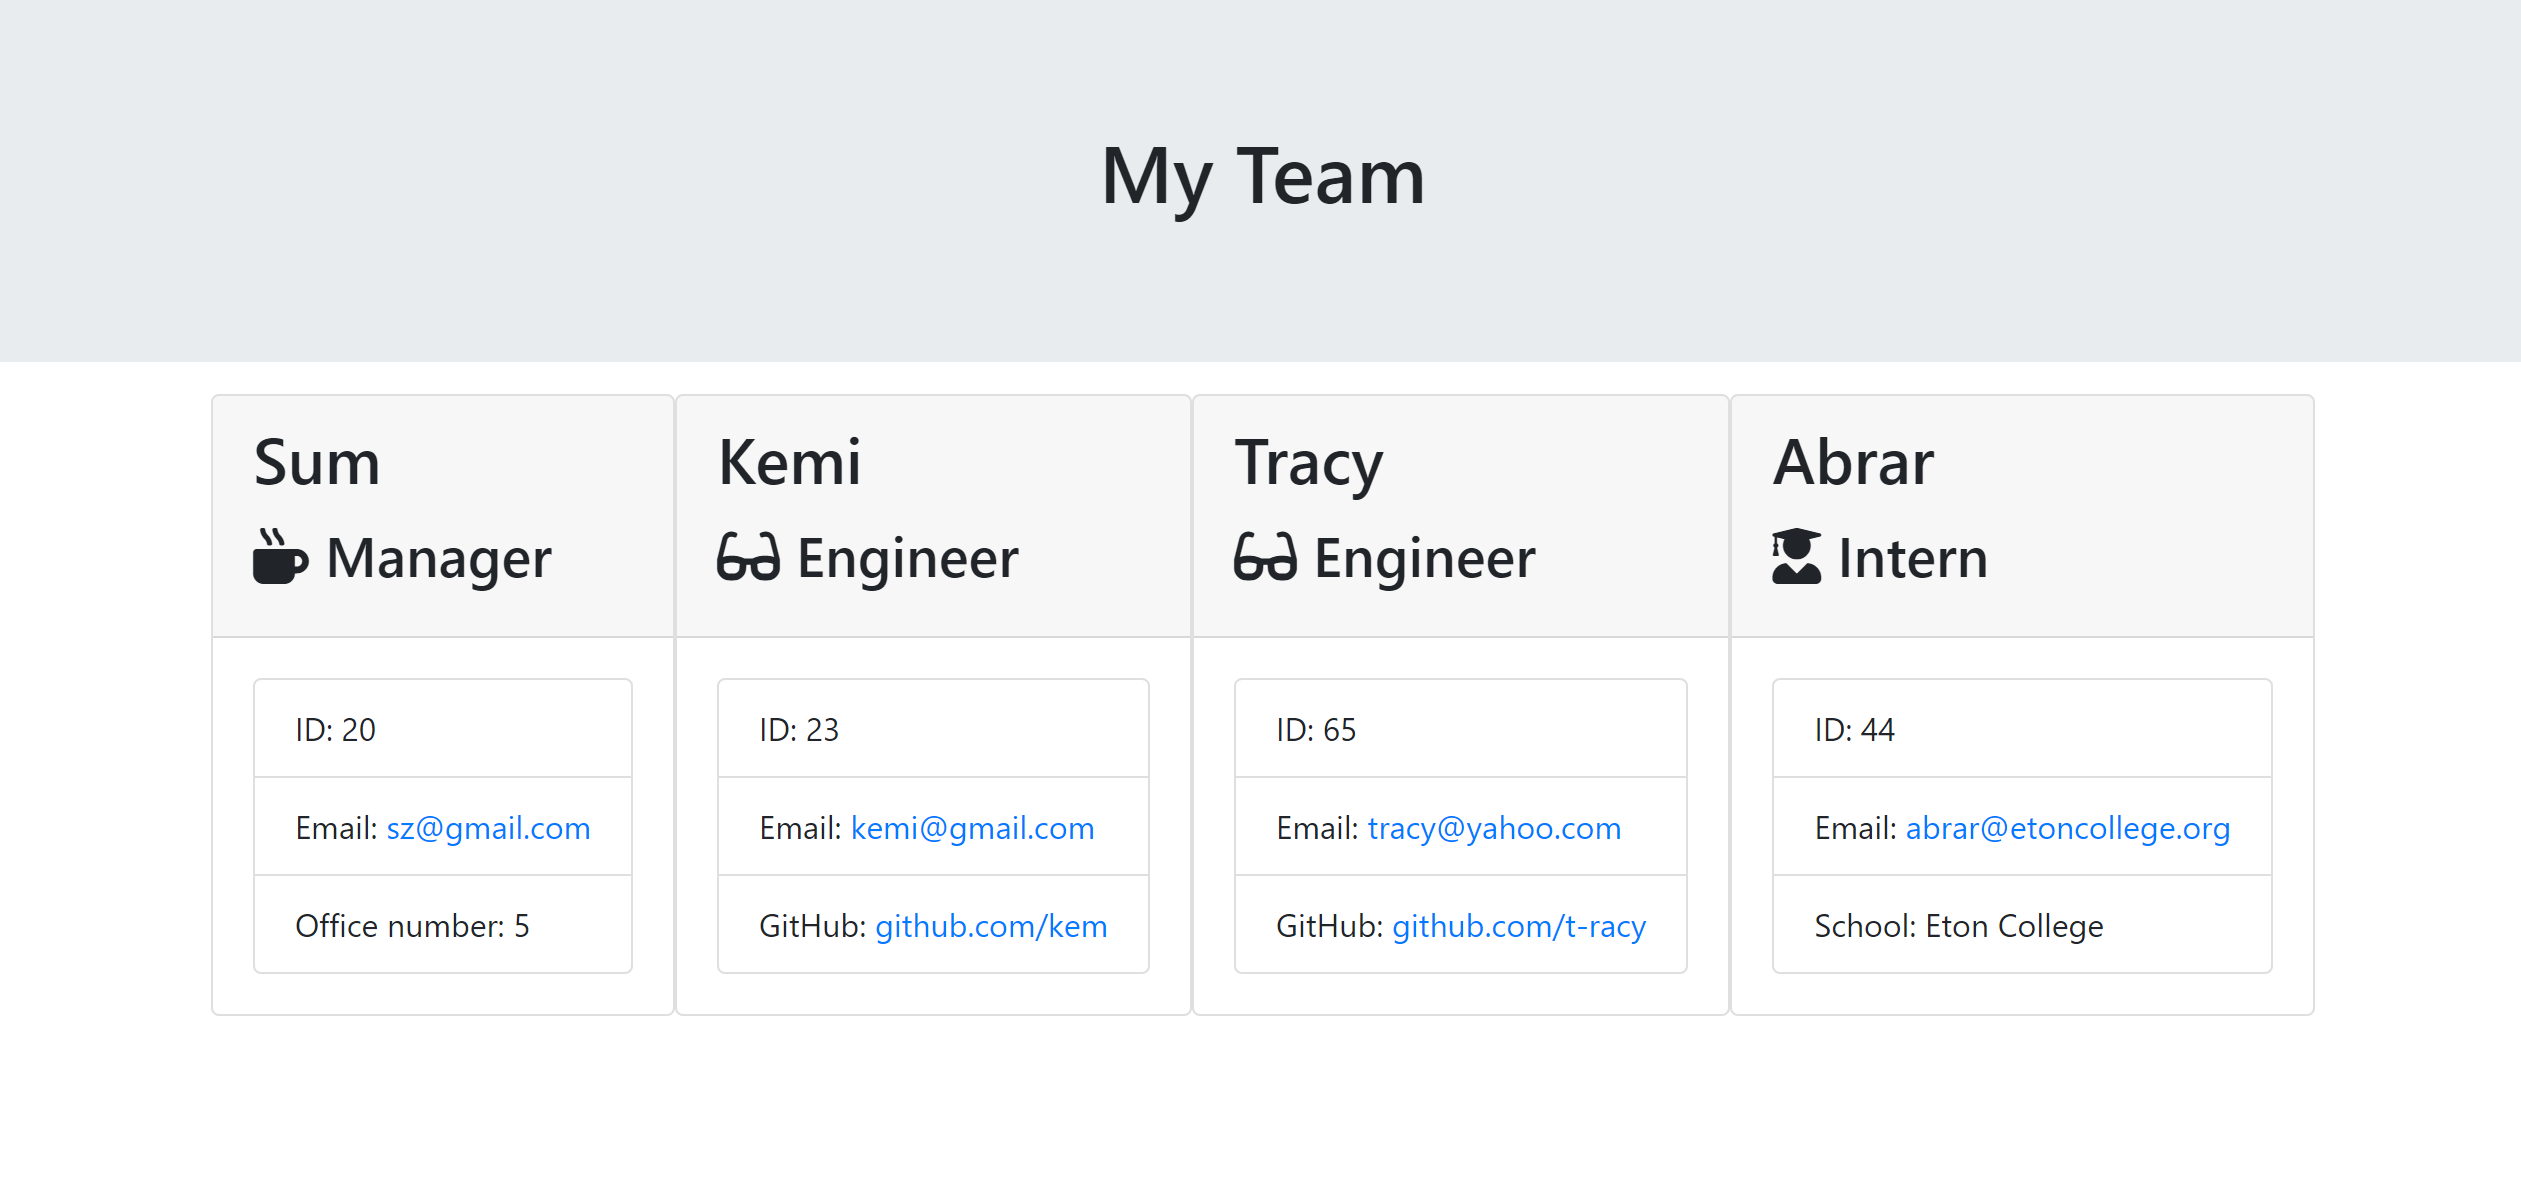 My Team
Sum
Manager
ID: 20
Email: sz@gmail.com
Office number: 5
Kemi
Engineer
ID: 23
Email: kemi@gmail.com
GitHub: github.com/kem
Tracy
Engineer
ID: 65
Email: tracy@yahoo.com
GitHub: github.com/t-racy
Abrar
Intern
ID: 44
Email: abrar@etoncollege.org
School: Eton College